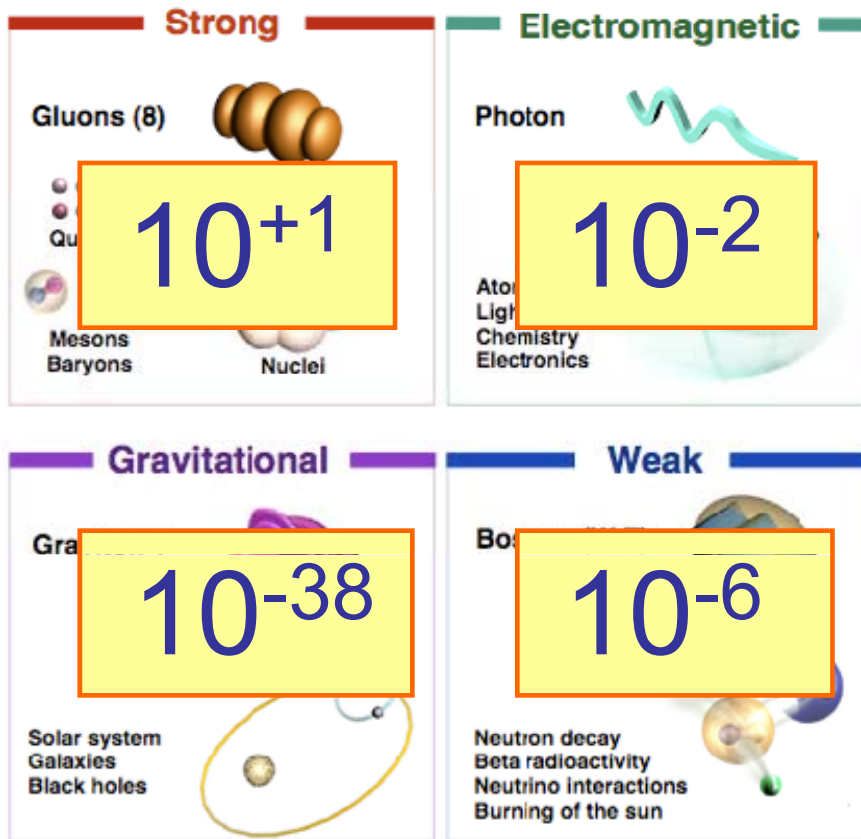 Strong
Gluons (8)
10+1
Mesons
Baryons
Nuclei
Electromagnetic
Photon
10-2
Chemistry
Electronics
Gravitational
10-38
Solar system
Galaxies
Black holes
Weak
10-6
Neutron decay
Beta radioactivity
Neutrino interactions
Burning of the sun